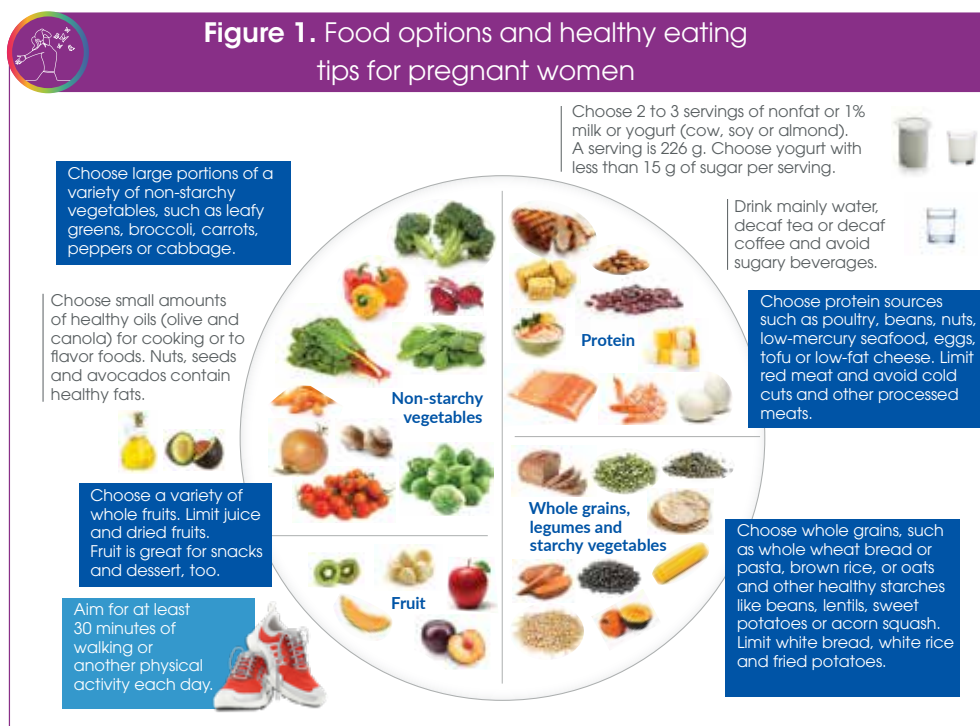 Figure 1. Food options and healthy eating
tips for pregnant women
Choose 2 to 3 servings of nonfat or 1%
milk or yogurt (cow, soy or almond).
A serving is 226 g. Choose yogurt with
less than 15 g of sugar per serving.
Choose large portions of a
variety of non-starchy
vegetables, such as leafy
greens, broccoli, carrots,
peppers or cabbage.
Drink mainly water,
decaf tea or decaf
coffee and avoid
sugary beverages.
Choose small amounts
of healthy oils (olive and
canola) for cooking or to
flavor foods. Nuts, seeds
and avocados contain
healthy fats.
Choose protein sources
such as poultry, beans, nuts,
low-mercury seafood, eggs,
tofu or low-fat cheese. Limit
red meat and avoid cold
cuts and other processed
meats.
Protein
Non-starchy
vegetables
Choose a variety of
whole fruits. Limit juice
and dried fruits.
Fruit is great for snacks
and dessert, too.
Whole grains,
legumes and
starchy vegetables
Choose whole grains, such
as whole wheat bread or
pasta, brown rice, or oats
and other healthy starches
like beans, lentils, sweet
potatoes or acorn squash.
Limit white bread, white rice
and fried potatoes.
Fruit
Aim for at least
30 minutes of
walking or
another physical
activity each day.